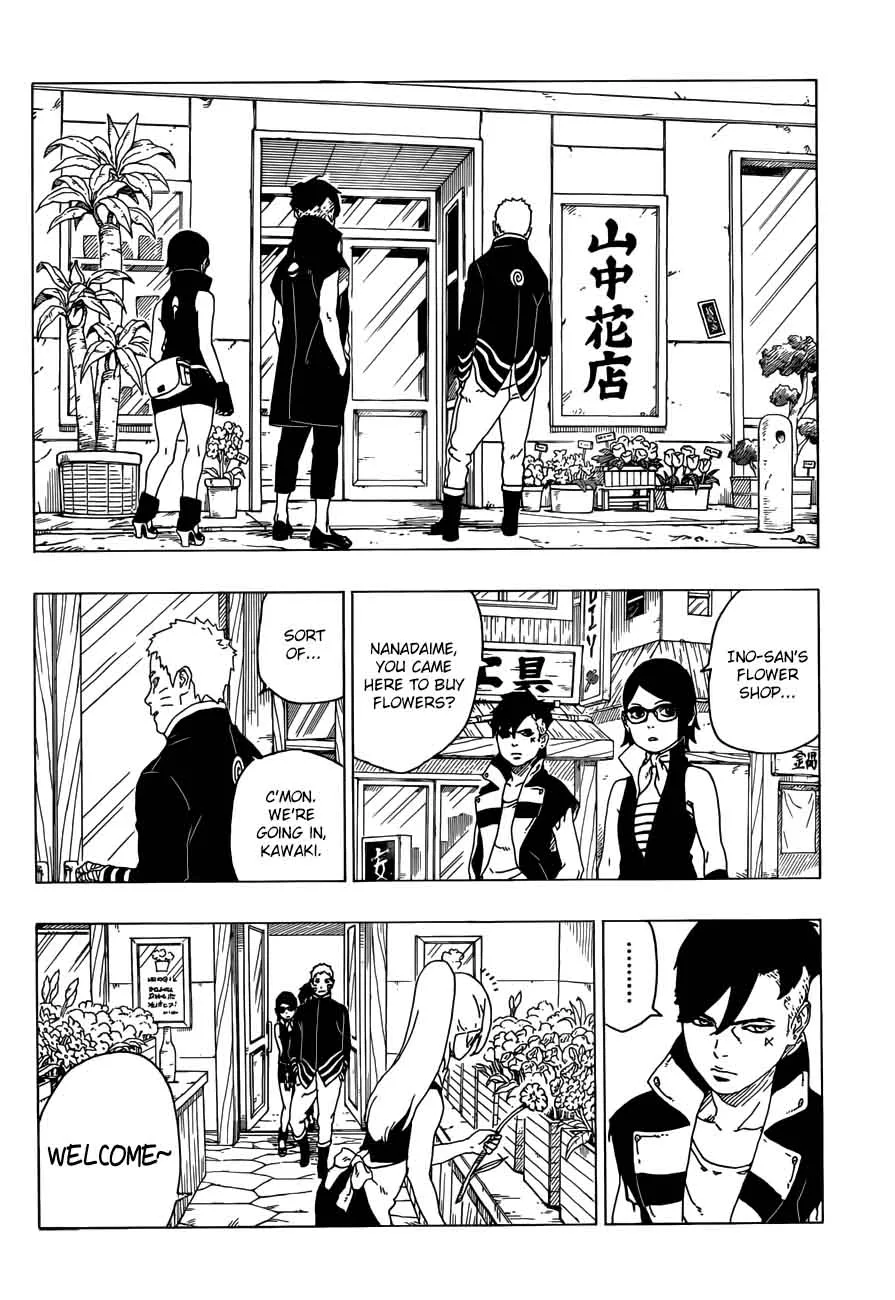 山中花店
INO-SAN'S
FLOWER
SHOP...
NANADAIME,
YOU CAME
HERE TO BUY
FLOWERS?
工具
鍋
SORT
OF...
C'MON.
WE'RE
GOING IN,
KAWAKI.
.........
WELCOME~